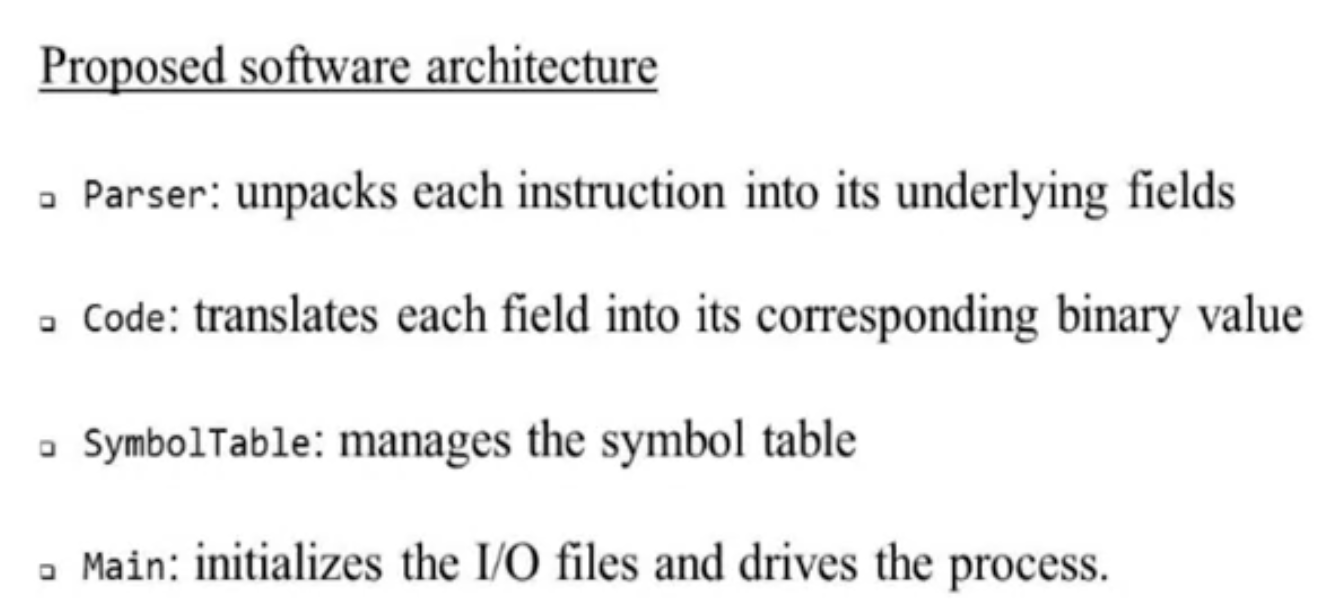 Proposed software architecture
Parser: unpacks each instruction into its underlying fields
Code: translates each field into its corresponding binary value
SymbolTable: manages the symbol table
Main: initializes the I/O files and drives the process.